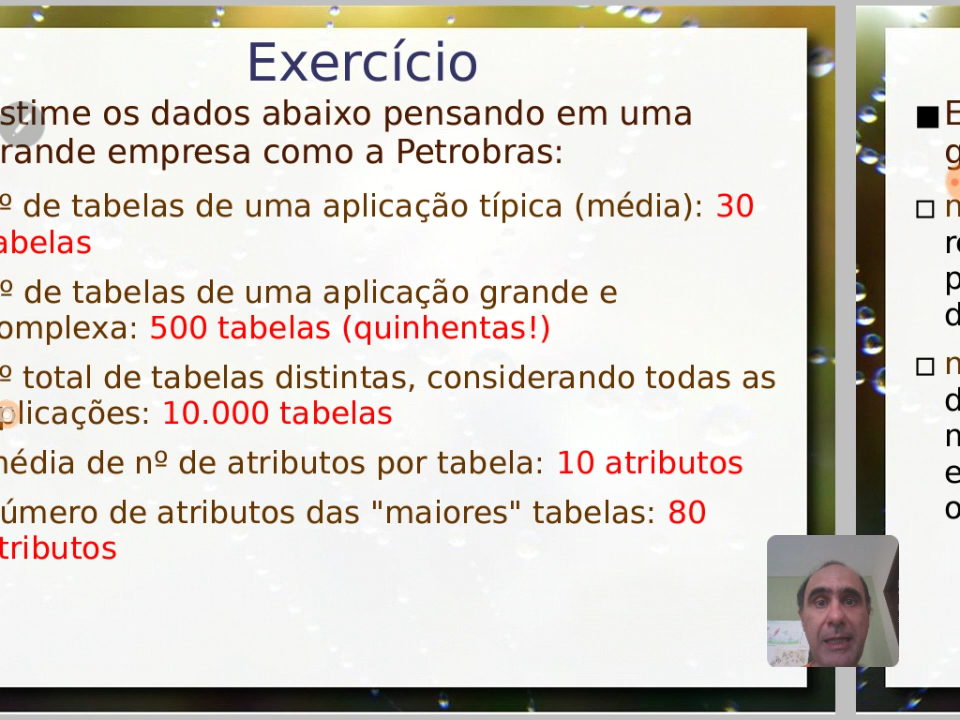 Exercício
stime os dados abaixo pensando em uma
rande empresa como a Petrobras:
º de tabelas de uma aplicação típica (média): 30
abelas
º de tabelas de uma aplicação grande e
omplexa: 500 tabelas (quinhentas!)
º total de tabelas distintas, considerando todas as
plicações: 10.000 tabelas
média de nº de atributos por tabela: 10 atributos
úmero de atributos das "maiores" tabelas: 80
tributos